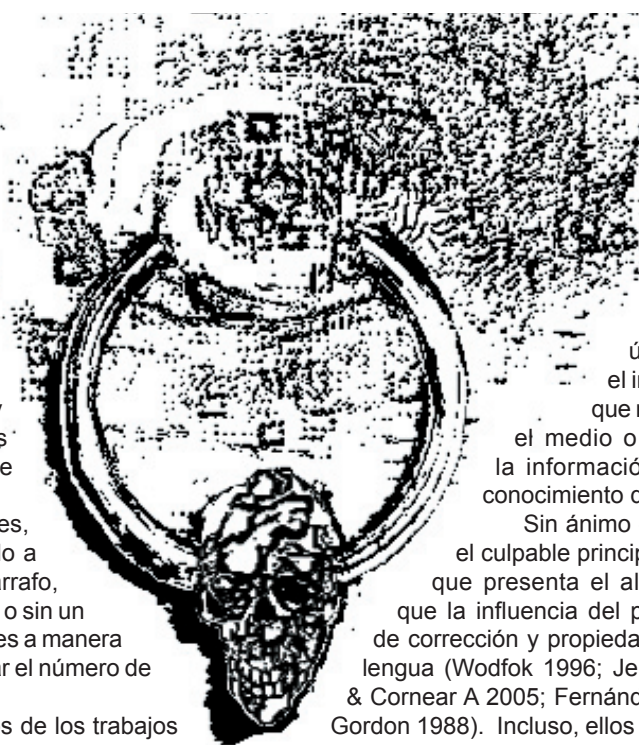 es,
o a
árrafo,
o sin un
es a manera
ar el número de
s de los trabajos
ú
el i
que
el medio o
la informació
conocimiento
Sin ánimo
el culpable princip
que presenta el al
que la influencia del p
de corrección y propieda
lengua (Wodfok 1996; Je
& Cornear A 2005; Fernánd
Gordon 1988). Incluso, ellos